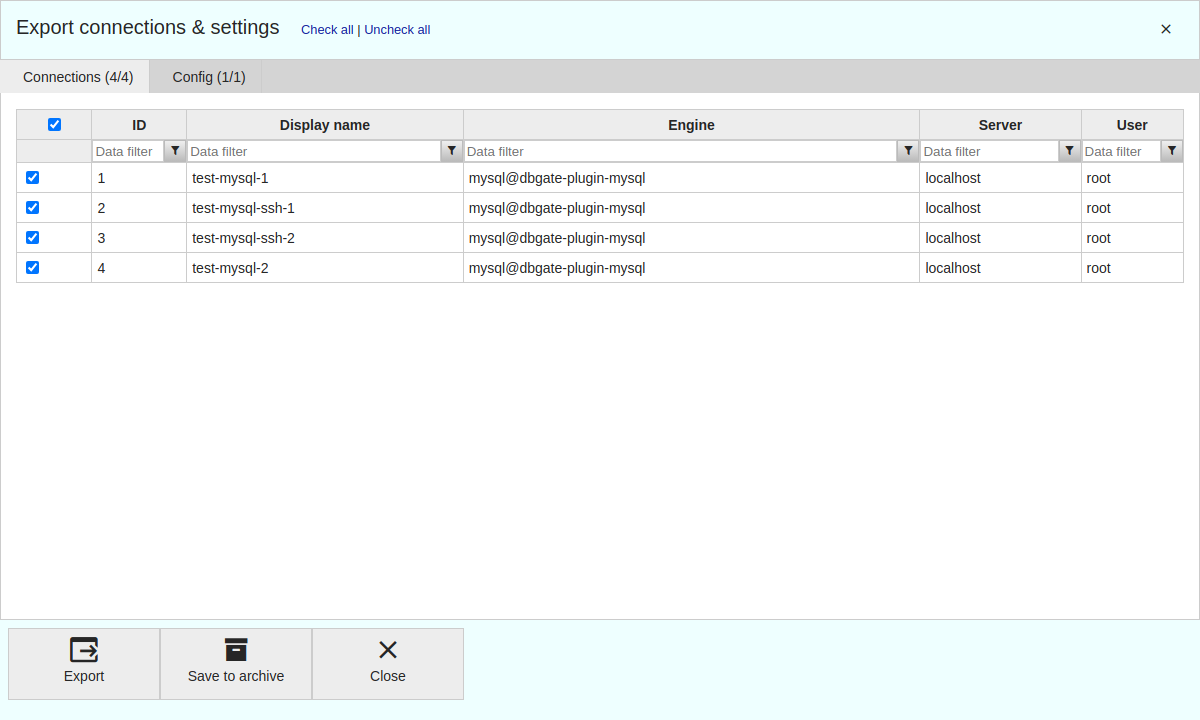 Export connections & settings Check all | Uncheck all ×
Connections (4/4) Config (1/1)
ID Display name Engine Server User
Data filter Data filter Data filter Data filter Data filter
1 test-mysql-1 mysql@dbgate-plugin-mysql localhost root
2 test-mysql-ssh-1 mysql@dbgate-plugin-mysql localhost root
3 test-mysql-ssh-2 mysql@dbgate-plugin-mysql localhost root
4 test-mysql-2 mysql@dbgate-plugin-mysql localhost root
Export Save to archive Close